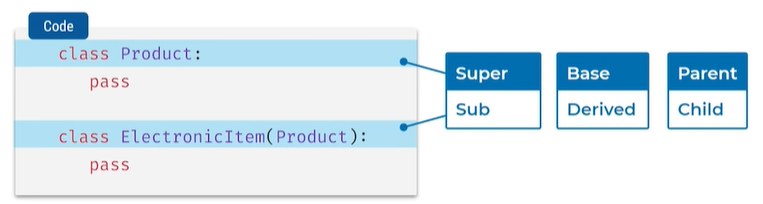 Code
class Product:
pass
class ElectronicItem(Product):
pass
Super
Sub
Base
Derived
Parent
Child